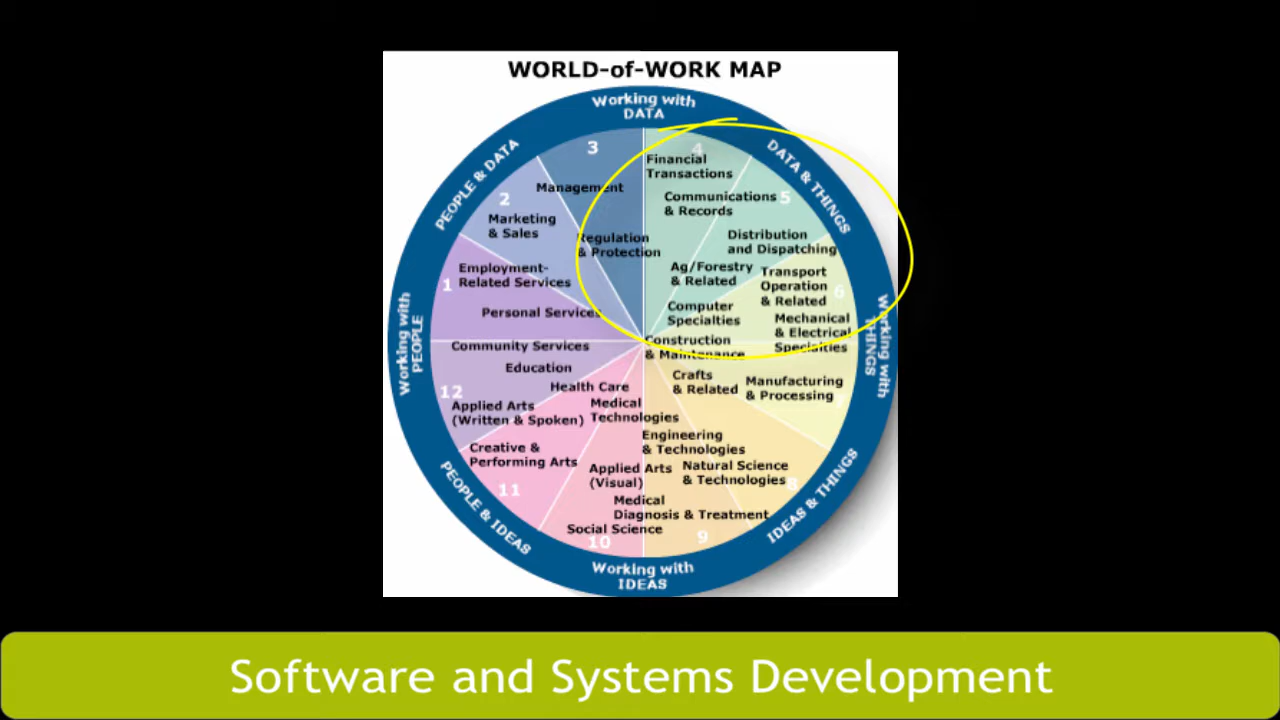 WORLD-of-WORK MAP
Working with
DATA
PEOPLE & DATA
DATA & THINGS
3
4
Financial
Transactions
Management
2
5
Communications
& Records
Marketing
& Sales
Regulation
& Protection
Distribution
and Dispatching
Employment-
Related Services
1
Ag/Forestry
& Related
Transport
Operation
& Related
6
Personal Services
Computer
Specialties
Mechanical
& Electrical
Specialties
Working with
PEOPLE
Working with
THINGS
Community Services
Construction
& Maintenance
Education
Crafts
& Related
Manufacturing
& Processing
Health Care
12
Applied Arts
(Written & Spoken)
Medical
Technologies
Engineering
& Technologies
Creative &
Performing Arts
Applied Arts
(Visual)
Natural Science
& Technologies
8
11
Medical
Diagnosis & Treatment
Social Science
10
9
PEOPLE & IDEAS
IDEAS & THINGS
Working with
IDEAS
Software and Systems Development